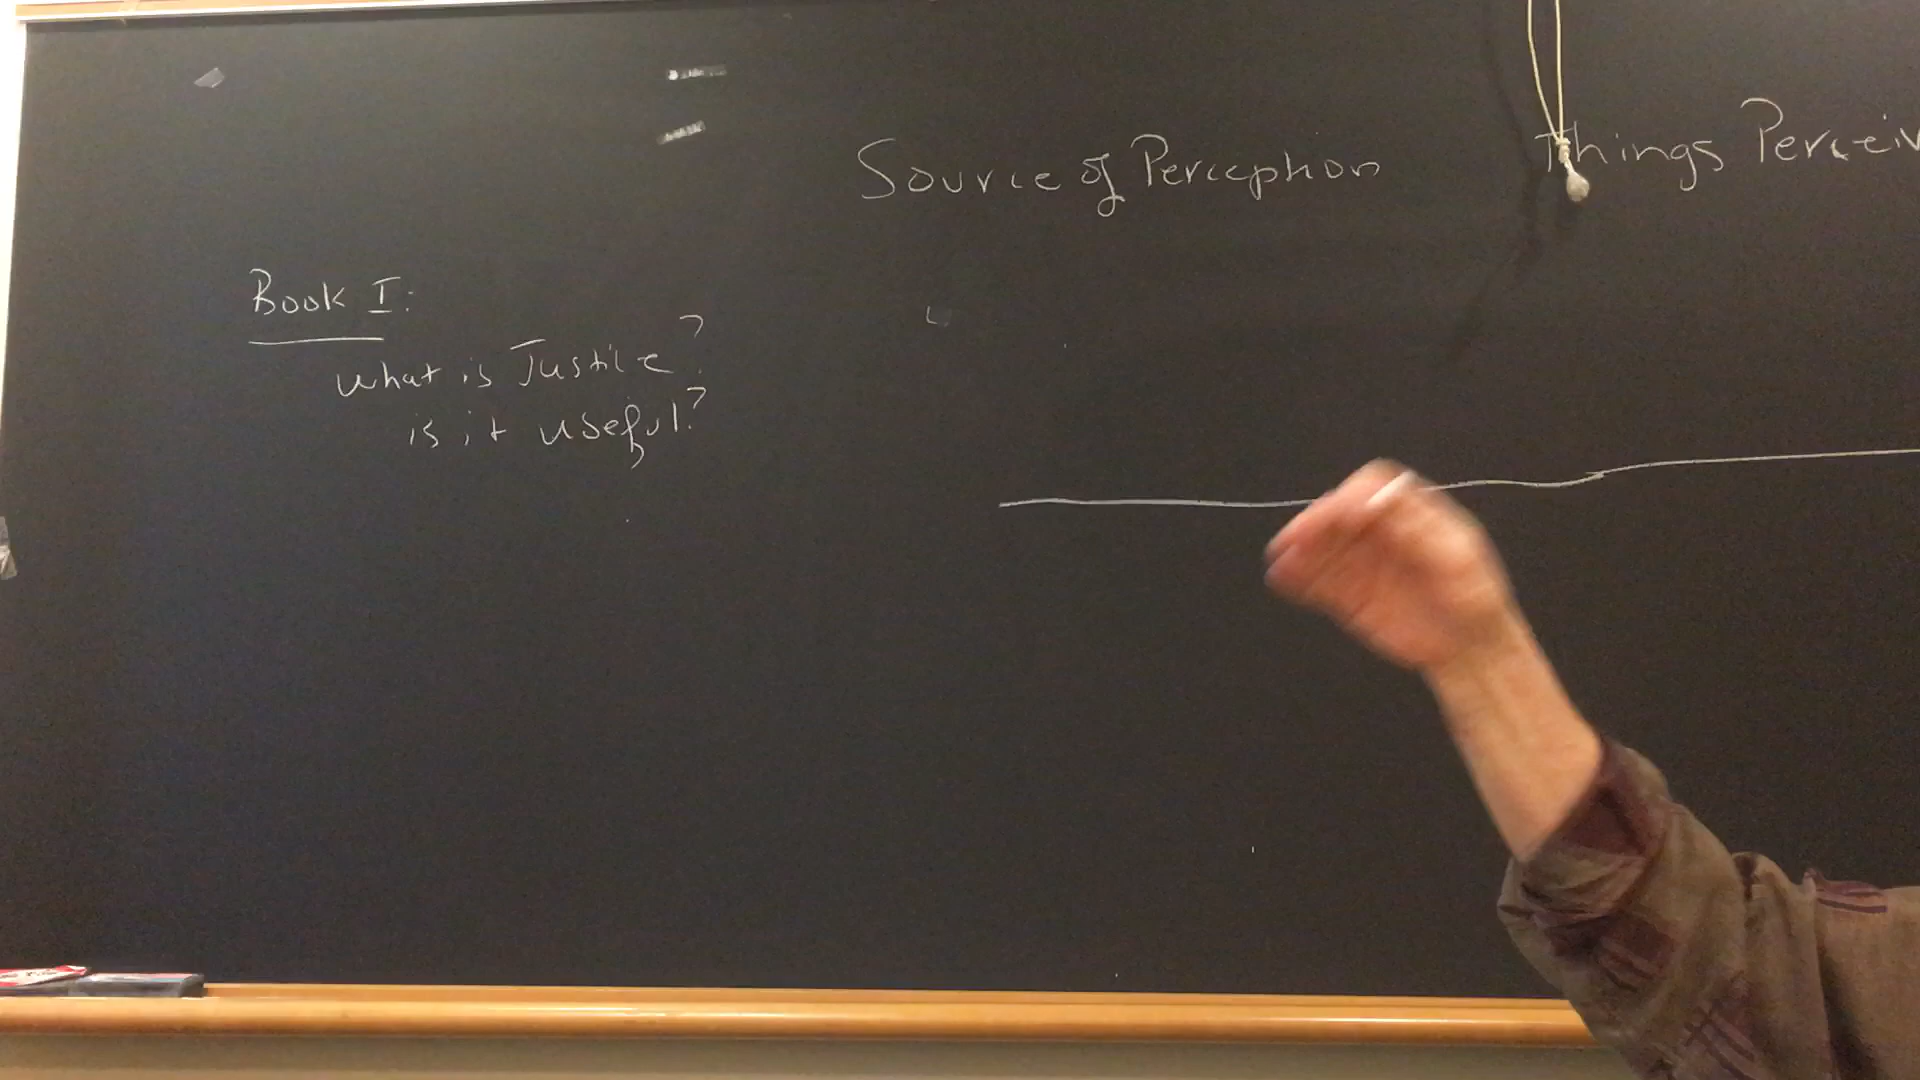 Source of Perception
Things Perceiv
Book I:
What is Justice?
is it useful?